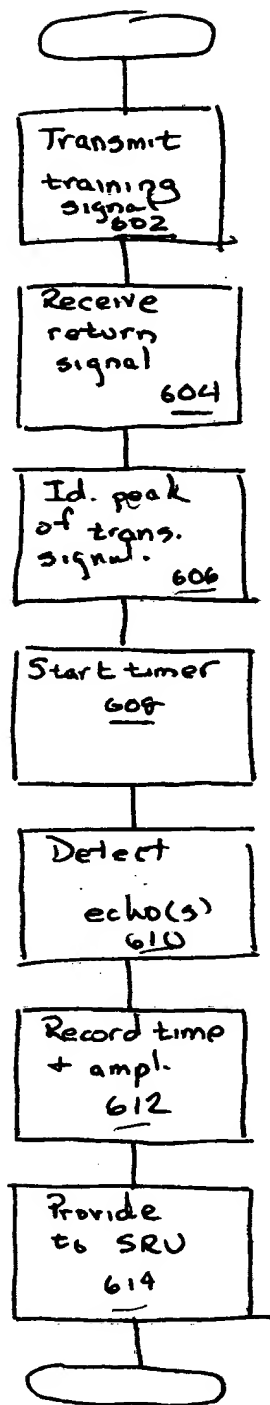 Transmit
training
signal
602
Receive
return
signal
604
Id. peak
of trans.
signal.
606
Start timer
608
Detect
echo(s)
610
Record time
+ ampl.
612
Provide
to SRU
614